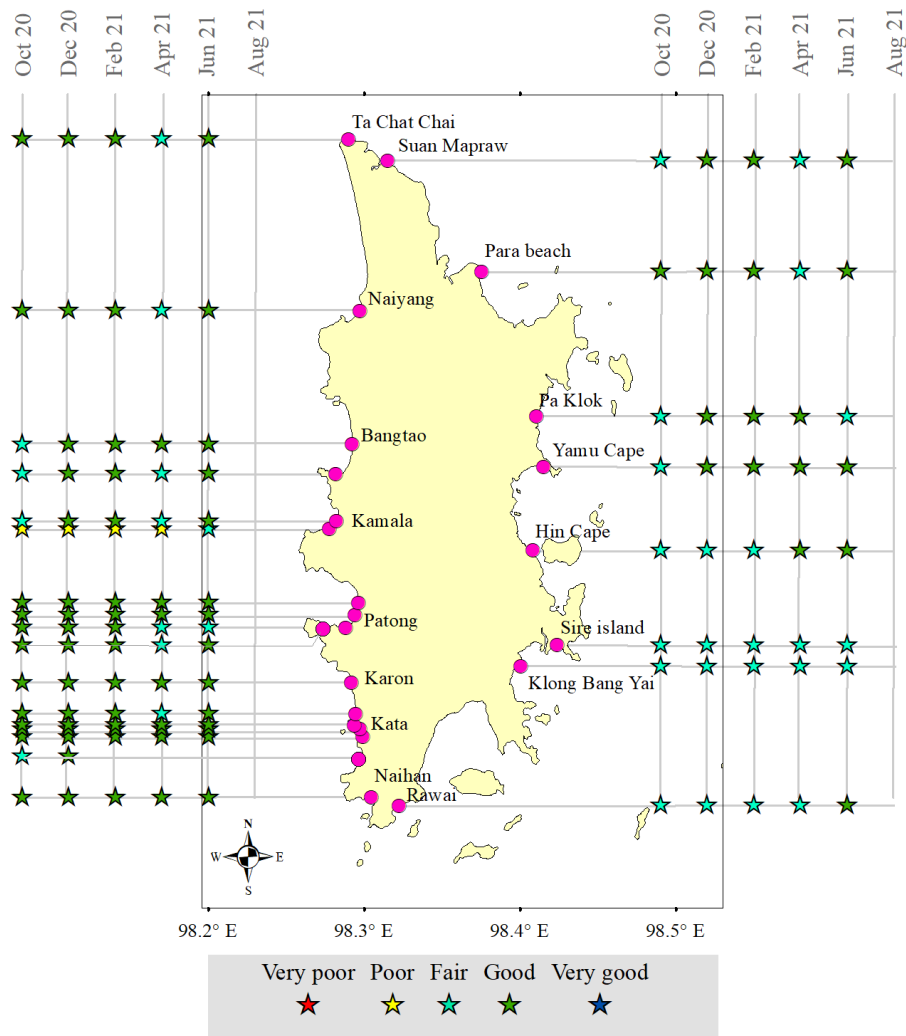 Oct 20 Dec 20 Feb 21 Apr 21 Jun 21 Aug 21
Oct 20 Dec 20 Feb 21 Apr 21 Jun 21 Aug 21
Ta Chat Chai
Suan Mapraw
Para beach
Naiyang
Pa Klok
Bangtao
Yamu Cape
Kamala
Hin Cape
Patong
Sire island
Karon
Klong Bang Yai
Kata
Naihan
Rawai
N
W E
S
98.2° E 98.3° E 98.4° E 98.5° E
Very poor Poor Fair Good Very good